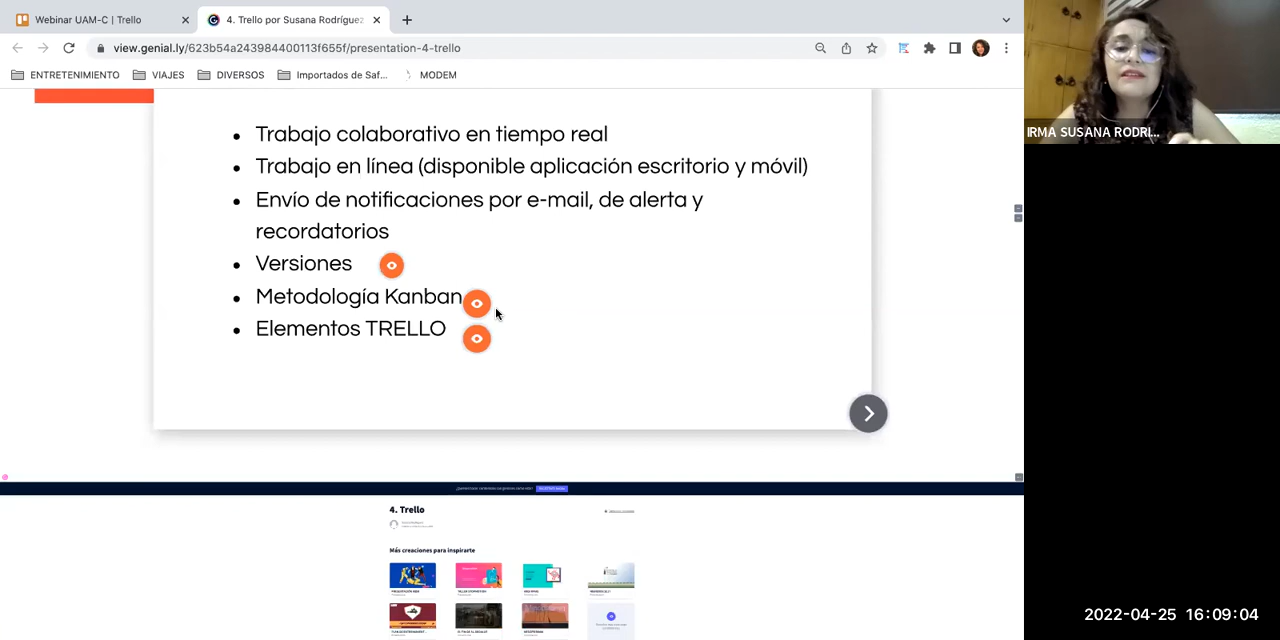 Webinar UAM-C | Trello
4. Trello por Susana Rodríguez
view.genial.ly/623b54a243984400113f655f/presentation-4-trello
ENTRETENIMIENTO
VIAJES
DIVERSOS
Importados de Saf...
MODEM
IRMA SUSANA RODRI...
Trabajo colaborativo en tiempo real
Trabajo en línea (disponible aplicación escritorio y móvil)
Envío de notificaciones por e-mail, de alerta y
recordatorios
Versiones
Metodología Kanban
Elementos TRELLO
4. Trello
Más creaciones para inspirarte
2022-04-25 16:09:04